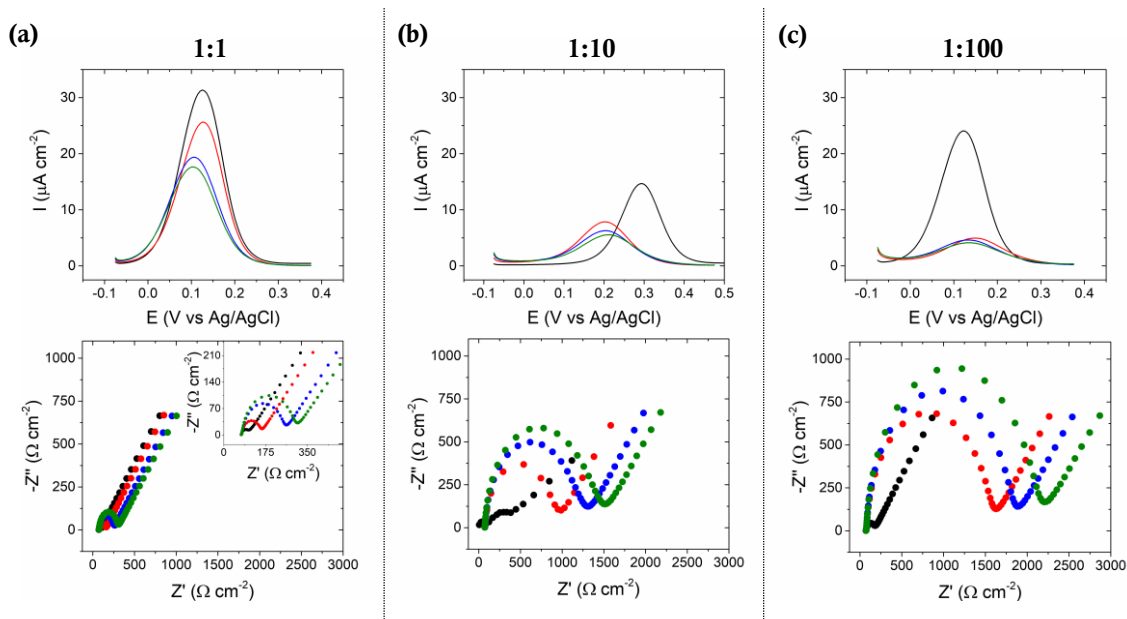 (a)
1:1
30
20
10
0
I (μA cm-2)
-0.1 0.0 0.1 0.2 0.3 0.4
E (V vs Ag/AgCl)
1000
750
500
250
0
-Z" (Ω cm-2)
0 500 1000 1500 2000 2500 3000
Z' (Ω cm-2)
210
140
70
0
-Z" (Ω cm-2)
0 175 350
Z' (Ω cm-2)
(b)
1:10
30
20
10
0
I (μA cm-2)
-0.1 0.0 0.1 0.2 0.3 0.4 0.5
E (V vs Ag/AgCl)
1000
750
500
250
0
-Z" (Ω cm-2)
0 500 1000 1500 2000 2500 3000
Z' (Ω cm-2)
(c)
1:100
30
20
10
0
I (μA cm-2)
-0.1 0.0 0.1 0.2 0.3 0.4
E (V vs Ag/AgCl)
1000
750
500
250
0
-Z" (Ω cm-2)
0 500 1000 1500 2000 2500 3000
Z' (Ω cm-2)